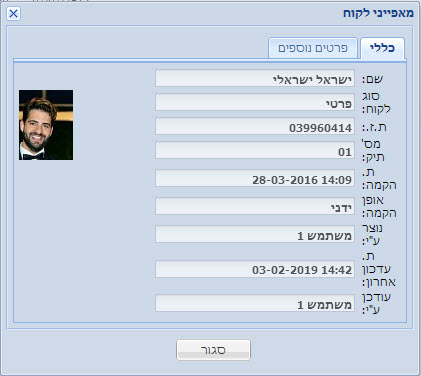 מאפייני לקוח
כללי
פרטים נוספים
שם: ישראל ישראלי
סוג
לקוח: פרטי
ת.ז.: 039960414
מס'
תיק: 01
ת.
הקמה: 28-03-2016 14:09
אופן
הקמה: ידני
נוצר
ע"י: משתמש 1
ת.
עדכון
אחרון: 03-02-2019 14:42
עודכן
ע"י: משתמש 1
סגור